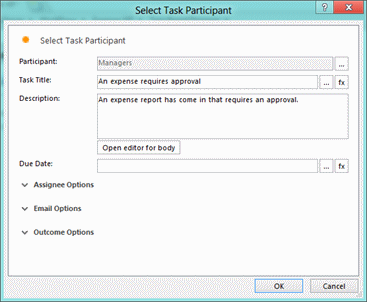 Select Task Participant
?
Select Task Participant
Participant: Managers ...
Task Title: An expense requires approval ... fx
Description: An expense report has come in that requires an approval.
Open editor for body
Due Date: ... fx
Assignee Options
Email Options
Outcome Options
OK Cancel